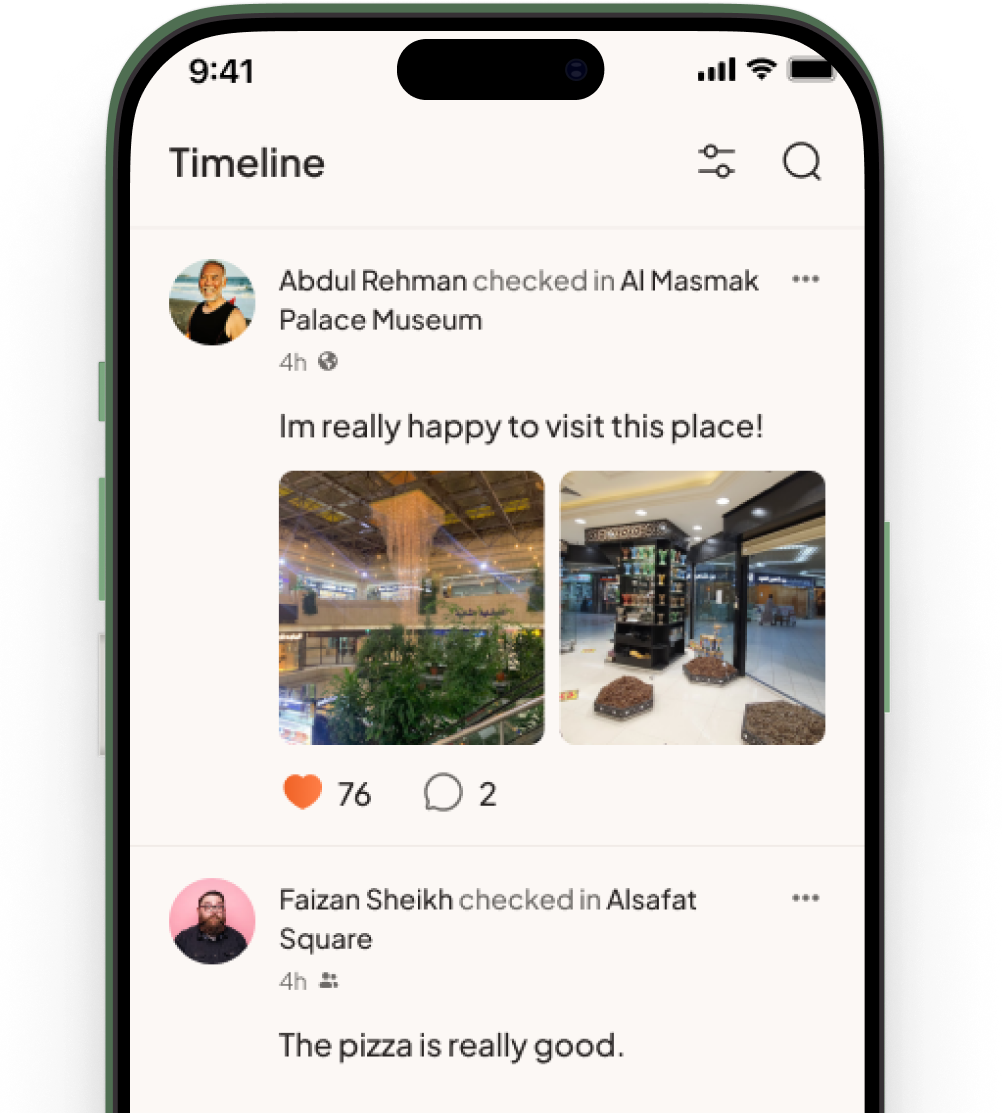 9:41
Timeline
Abdul Rehman checked in Al Masmak
Palace Museum
4h
Im really happy to visit this place!
76
2
Faizan Sheikh checked in Alsafat
Square
4h
The pizza is really good.